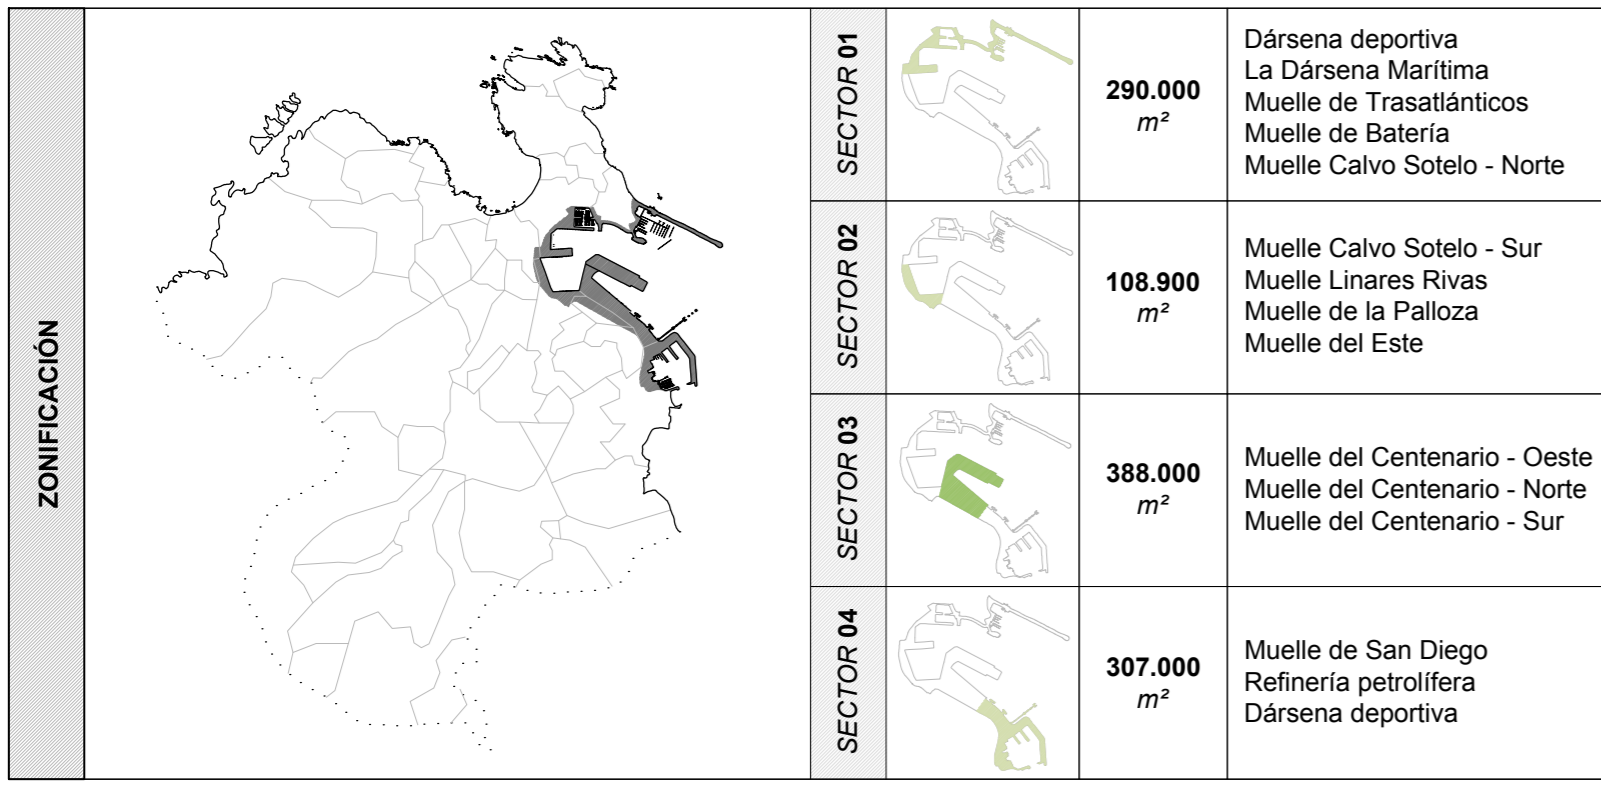 ZONIFICACIÓN
SECTOR 01
290.000
m²
Dársena deportiva
La Dársena Marítima
Muelle de Trasatlánticos
Muelle de Batería
Muelle Calvo Sotelo - Norte
SECTOR 02
108.900
m²
Muelle Calvo Sotelo - Sur
Muelle Linares Rivas
Muelle de la Palloza
Muelle del Este
SECTOR 03
388.000
m²
Muelle del Centenario - Oeste
Muelle del Centenario - Norte
Muelle del Centenario - Sur
SECTOR 04
307.000
m²
Muelle de San Diego
Refinería petrolífera
Dársena deportiva